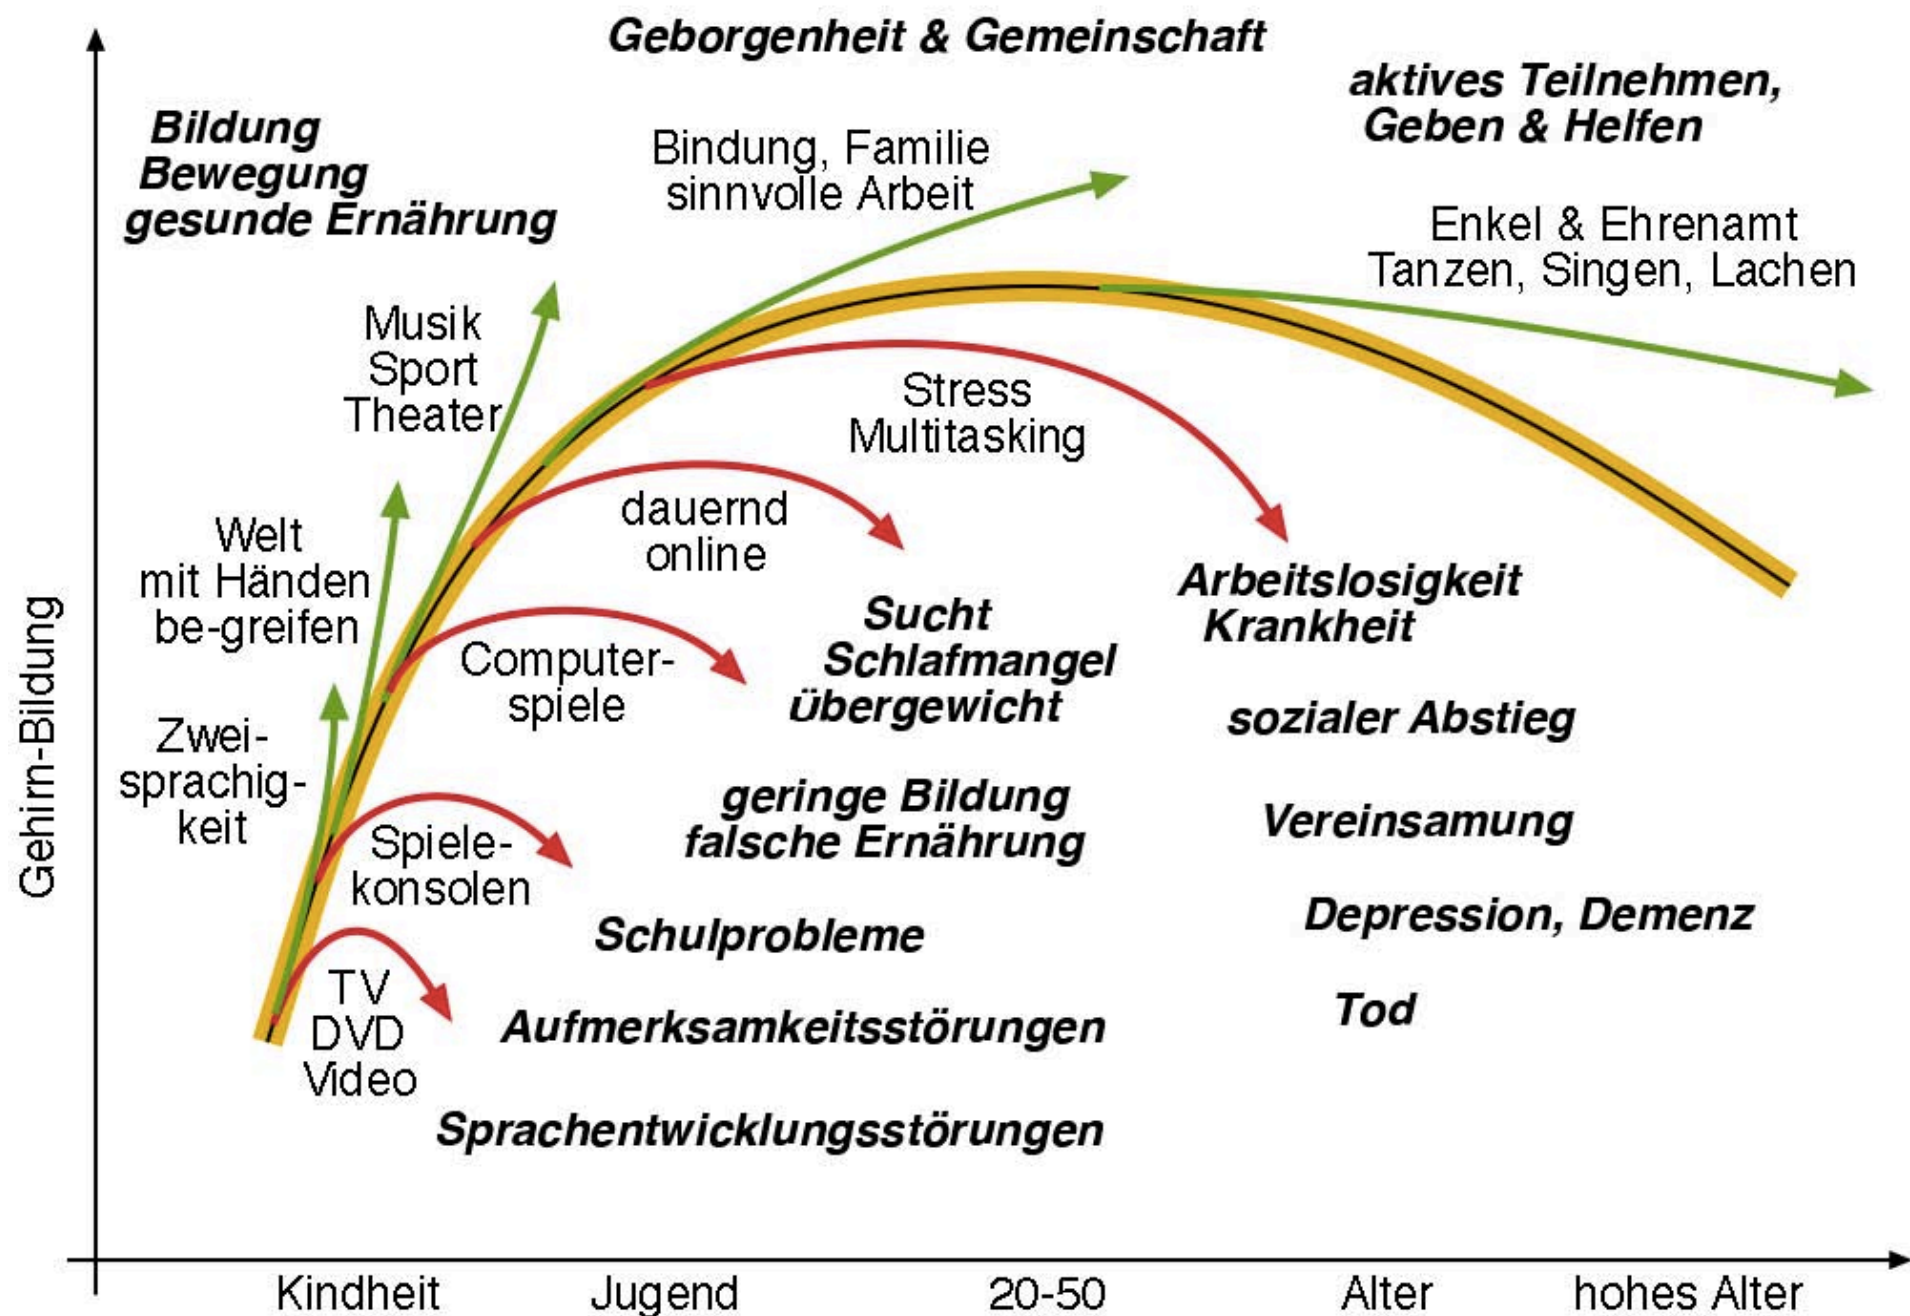 Geborgenheit & Gemeinschaft
aktives Teilnehmen,
Geben & Helfen
Bildung
Bewegung
gesunde Ernährung
Bindung, Familie
sinnvolle Arbeit
Enkel & Ehrenamt
Tanzen, Singen, Lachen
Musik
Sport
Theater
Stress
Multitasking
Welt
mit Händen
be-greifen
dauernd
online
Arbeitslosigkeit
Krankheit
Sucht
Schlafmangel
übergewicht
Computer-
spiele
sozialer Abstieg
Zwei-
sprachig-
keit
geringe Bildung
falsche Ernährung
Vereinsamung
Spiele-
konsolen
Schulprobleme
Depression, Demenz
TV
DVD
Video
Aufmerksamkeitsstörungen
Tod
Sprachentwicklungsstörungen
Gehirn-Bildung
Kindheit
Jugend
20-50
Alter
hohes Alter